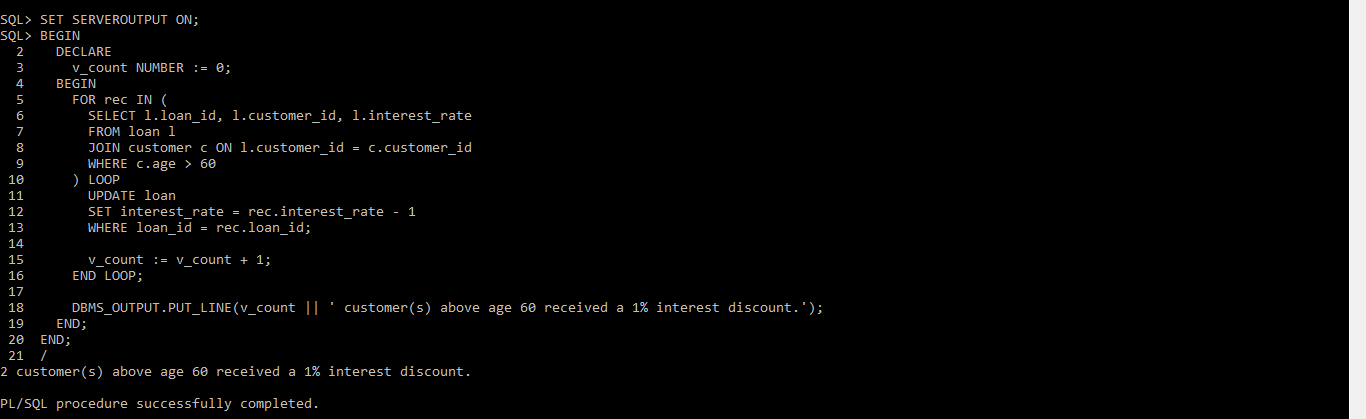 SQL> SET SERVEROUTPUT ON;
SQL> BEGIN
  2    DECLARE
  3      v_count NUMBER := 0;
  4    BEGIN
  5      FOR rec IN (
  6        SELECT l.loan_id, l.customer_id, l.interest_rate
  7        FROM loan l
  8        JOIN customer c ON l.customer_id = c.customer_id
  9        WHERE c.age > 60
 10      ) LOOP
 11        UPDATE loan
 12        SET interest_rate = rec.interest_rate - 1
 13        WHERE loan_id = rec.loan_id;
 14
 15        v_count := v_count + 1;
 16      END LOOP;
 17
 18      DBMS_OUTPUT.PUT_LINE(v_count || ' customer(s) above age 60 received a 1% interest discount.');
 19    END;
 20  END;
 21  /
2 customer(s) above age 60 received a 1% interest discount.
PL/SQL procedure successfully completed.